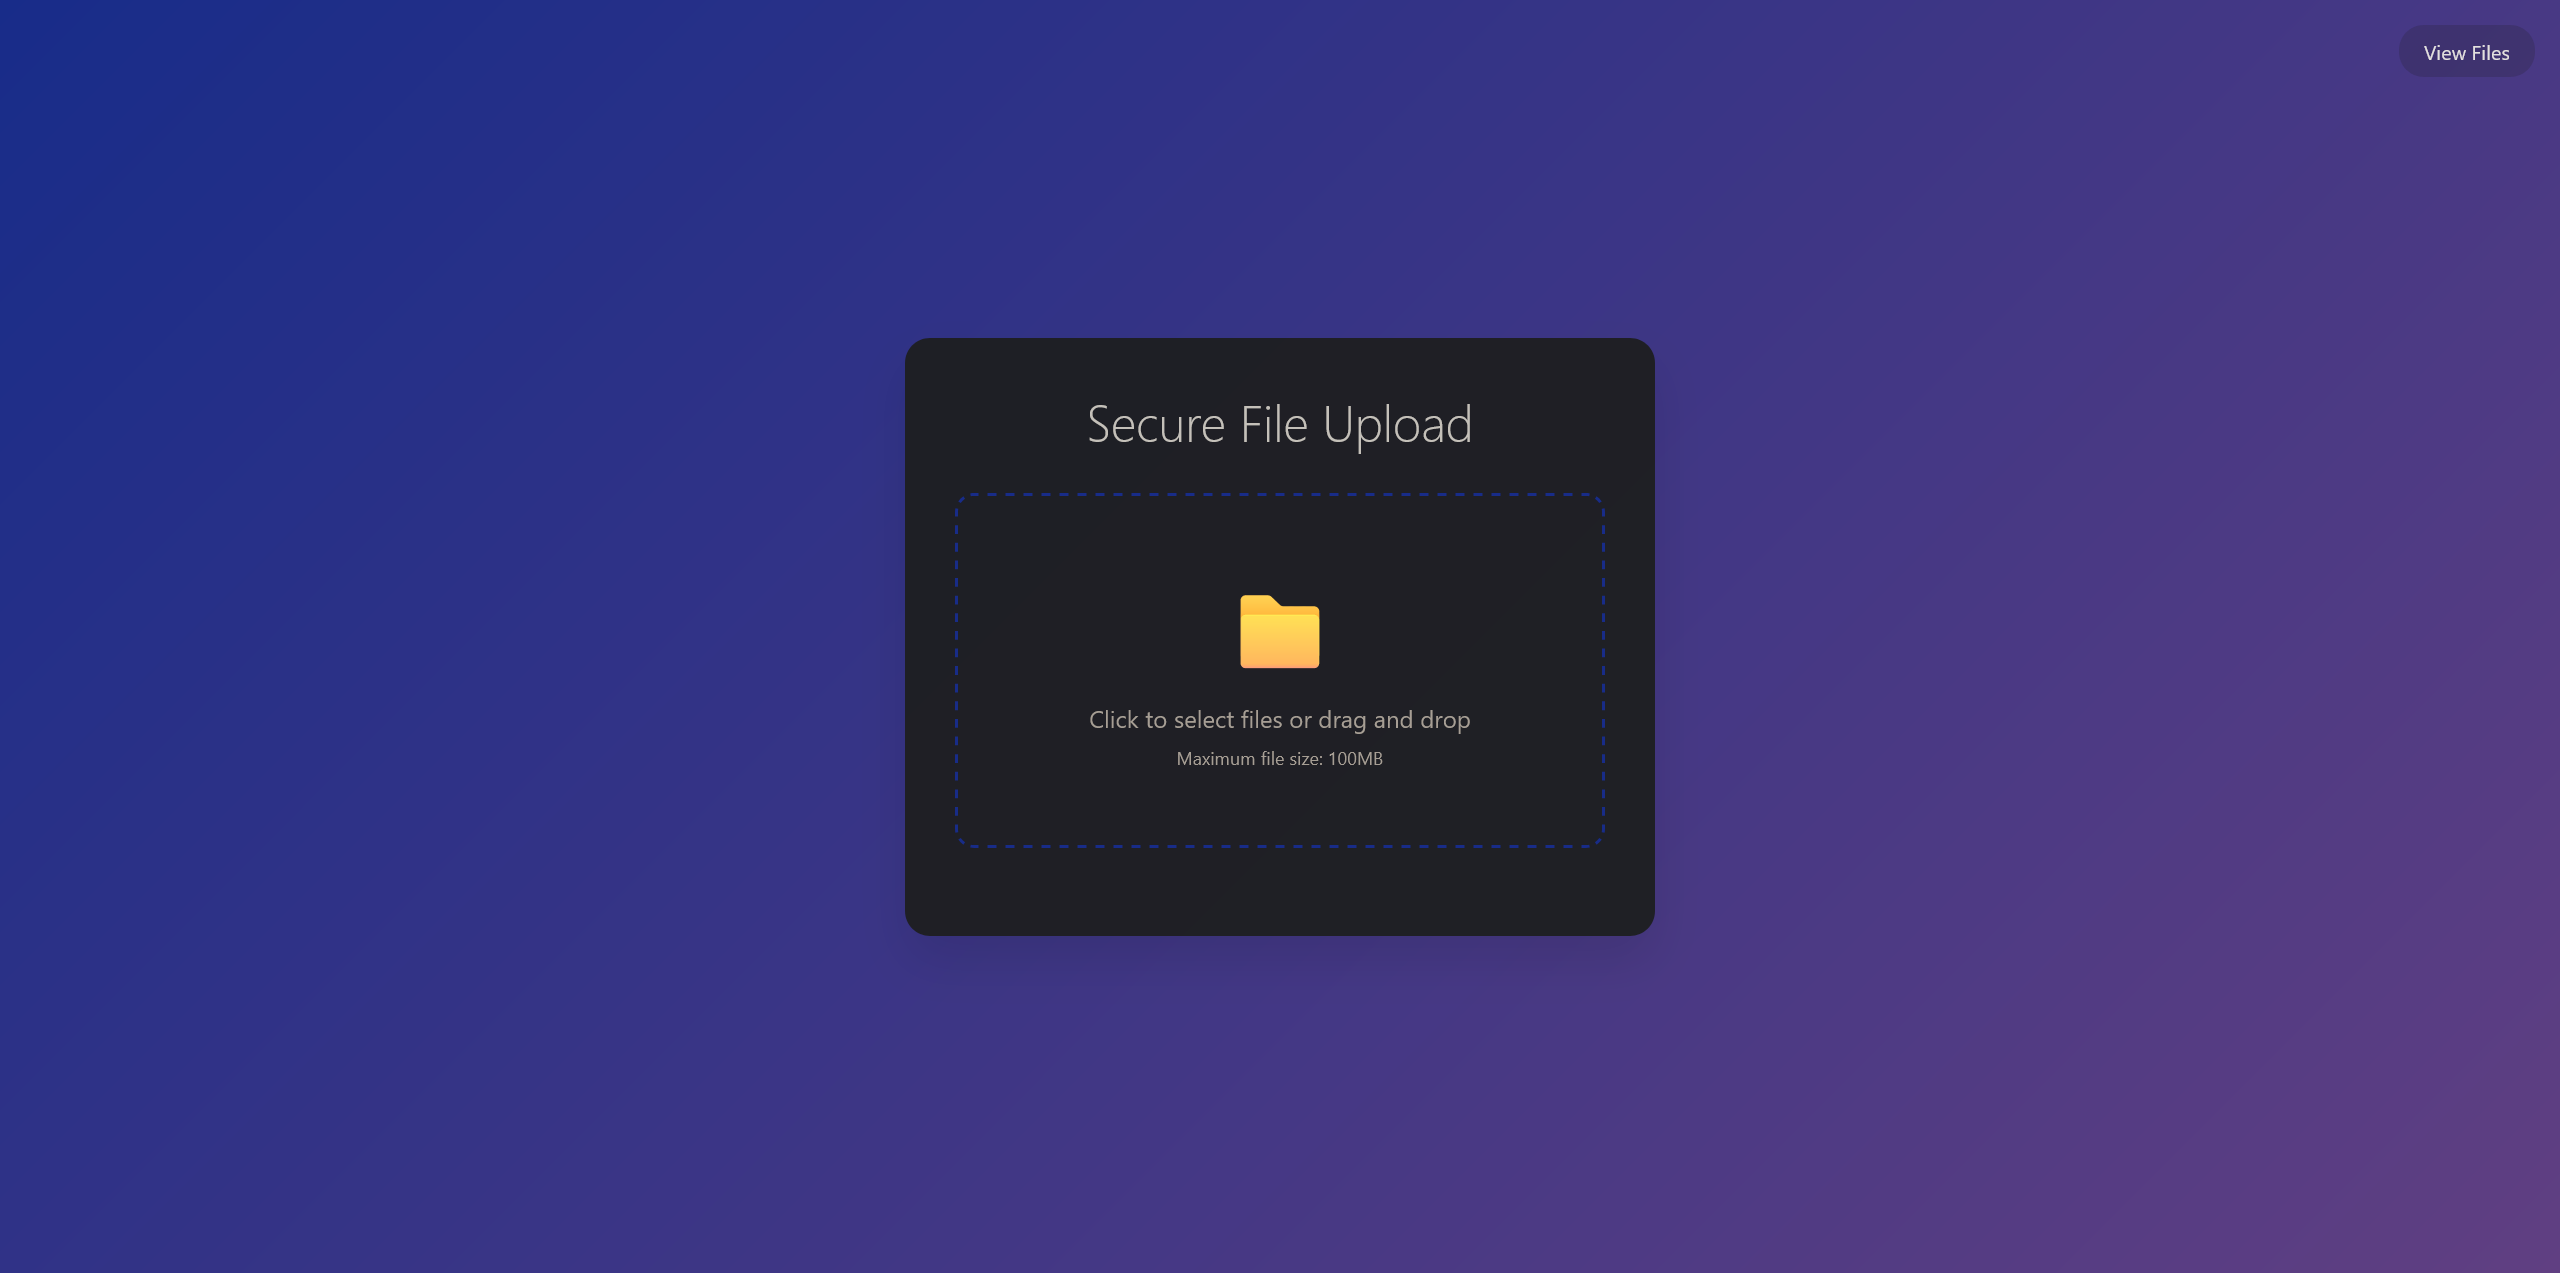 View Files
Secure File Upload
Click to select files or drag and drop
Maximum file size: 100MB